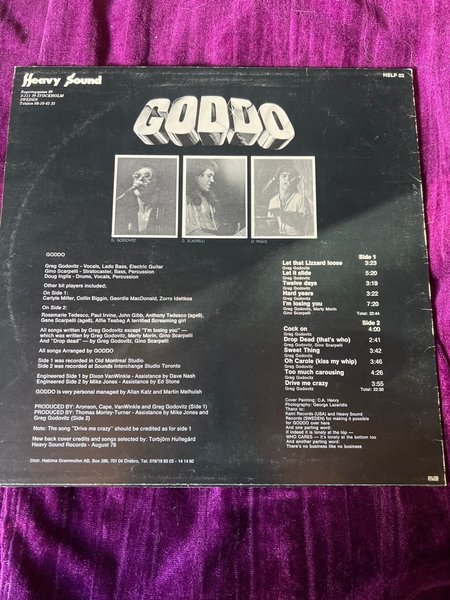 Heavy Sound
HSLP 02
S-111 39 STOCKHOLM
SWEDEN
GODDO
G. GODOVITZ
G. SCARPELLI
D. INGLIS
GODDO
Greg Godovitz - Vocals, Lado Bass, Electric Guitar
Gino Scarpelli - Stratocaster, Bass, Percussion
Doug Inglis - Drums, Vocals, Percussion
Other bit players included;
On Side 1:
Carlyle Miller, Collin Biggin, Geordie MacDonald, Zorro Idelikos
On Side 2:
Rosemarie Tedesco, Paul Irvine, John Gibb, Anthony Tedesco (age9),
Gene Scarpelli (age8), Alfie Teabag A terrified Screaming girl
All songs written by Greg Godovitz except "I'm losing you" —
which was written by Greg Godovitz, Marty Morin, Gino Scarpelli
And "Drop dead" — by Greg Godovitz, Gino Scarpelli
All songs Arranged by GODDO
Side 1 was recorded in Old Montreal Studio
Side 2 was recorded at Sounds Interchange Studio Toronto
Engineered Side 1 by Dixon VanWinkle - Assistance by Dave Nash
Engineered Side 2 by Mike Jones - Assistance by Ed Stone
GODDO is very personal managed by Allan Katz and Martin Melhuish
PRODUCED BY: Aronson, Cape, VanWinkle and Greg Godovitz (Side 1)
PRODUCED BY: Thomas Morley-Turner - Assistance by Mike Jones and
Greg Godovitz (Side 2)
Note: The song "Drive me crazy" should be credited as for side 1
New back cover credits and songs selected by: Torbjörn Hullegård
Heavy Sound Records - August 78
Distr. Habima Grammofon AB, Box 286, 701 04 Örebro, Tel. 019/18 63 03 - 14 14 60
Side 1
Let that Lizzard loose 3:23
Greg Godovitz
Let it slide 5:20
Greg Godovitz
Twelve days 3:19
Greg Godovitz
Hard years 3:22
Greg Godovitz
I'm losing you 7:20
Greg Godovitz, Marty Morin
Gino Scarpelli Total: 22:44
Side 2
Cock on 4:00
Greg Godovitz
Drop Dead (that's who) 2:41
Greg Godovitz, Gino Scarpelli
Sweet Thing 3:42
Greg Godovitz
Oh Carole (kiss my whip) 3:46
Greg Godovitz
Too much carousing 4:26
Greg Godovitz
Drive me crazy 3:55
Greg Godovitz Total: 22:30
Cover Painting: C.A. Henry
Photography: George Lazaridis
Thanx to:
Kami Records (USA) and Heavy Sound
Records (SWEDEN) for making it possible
for GODDO over here
And one parting word:
If indeed it is lonely at the top —
WHO CARES — it's lonely at the bottom too
And another parting word:
There's no business like no business